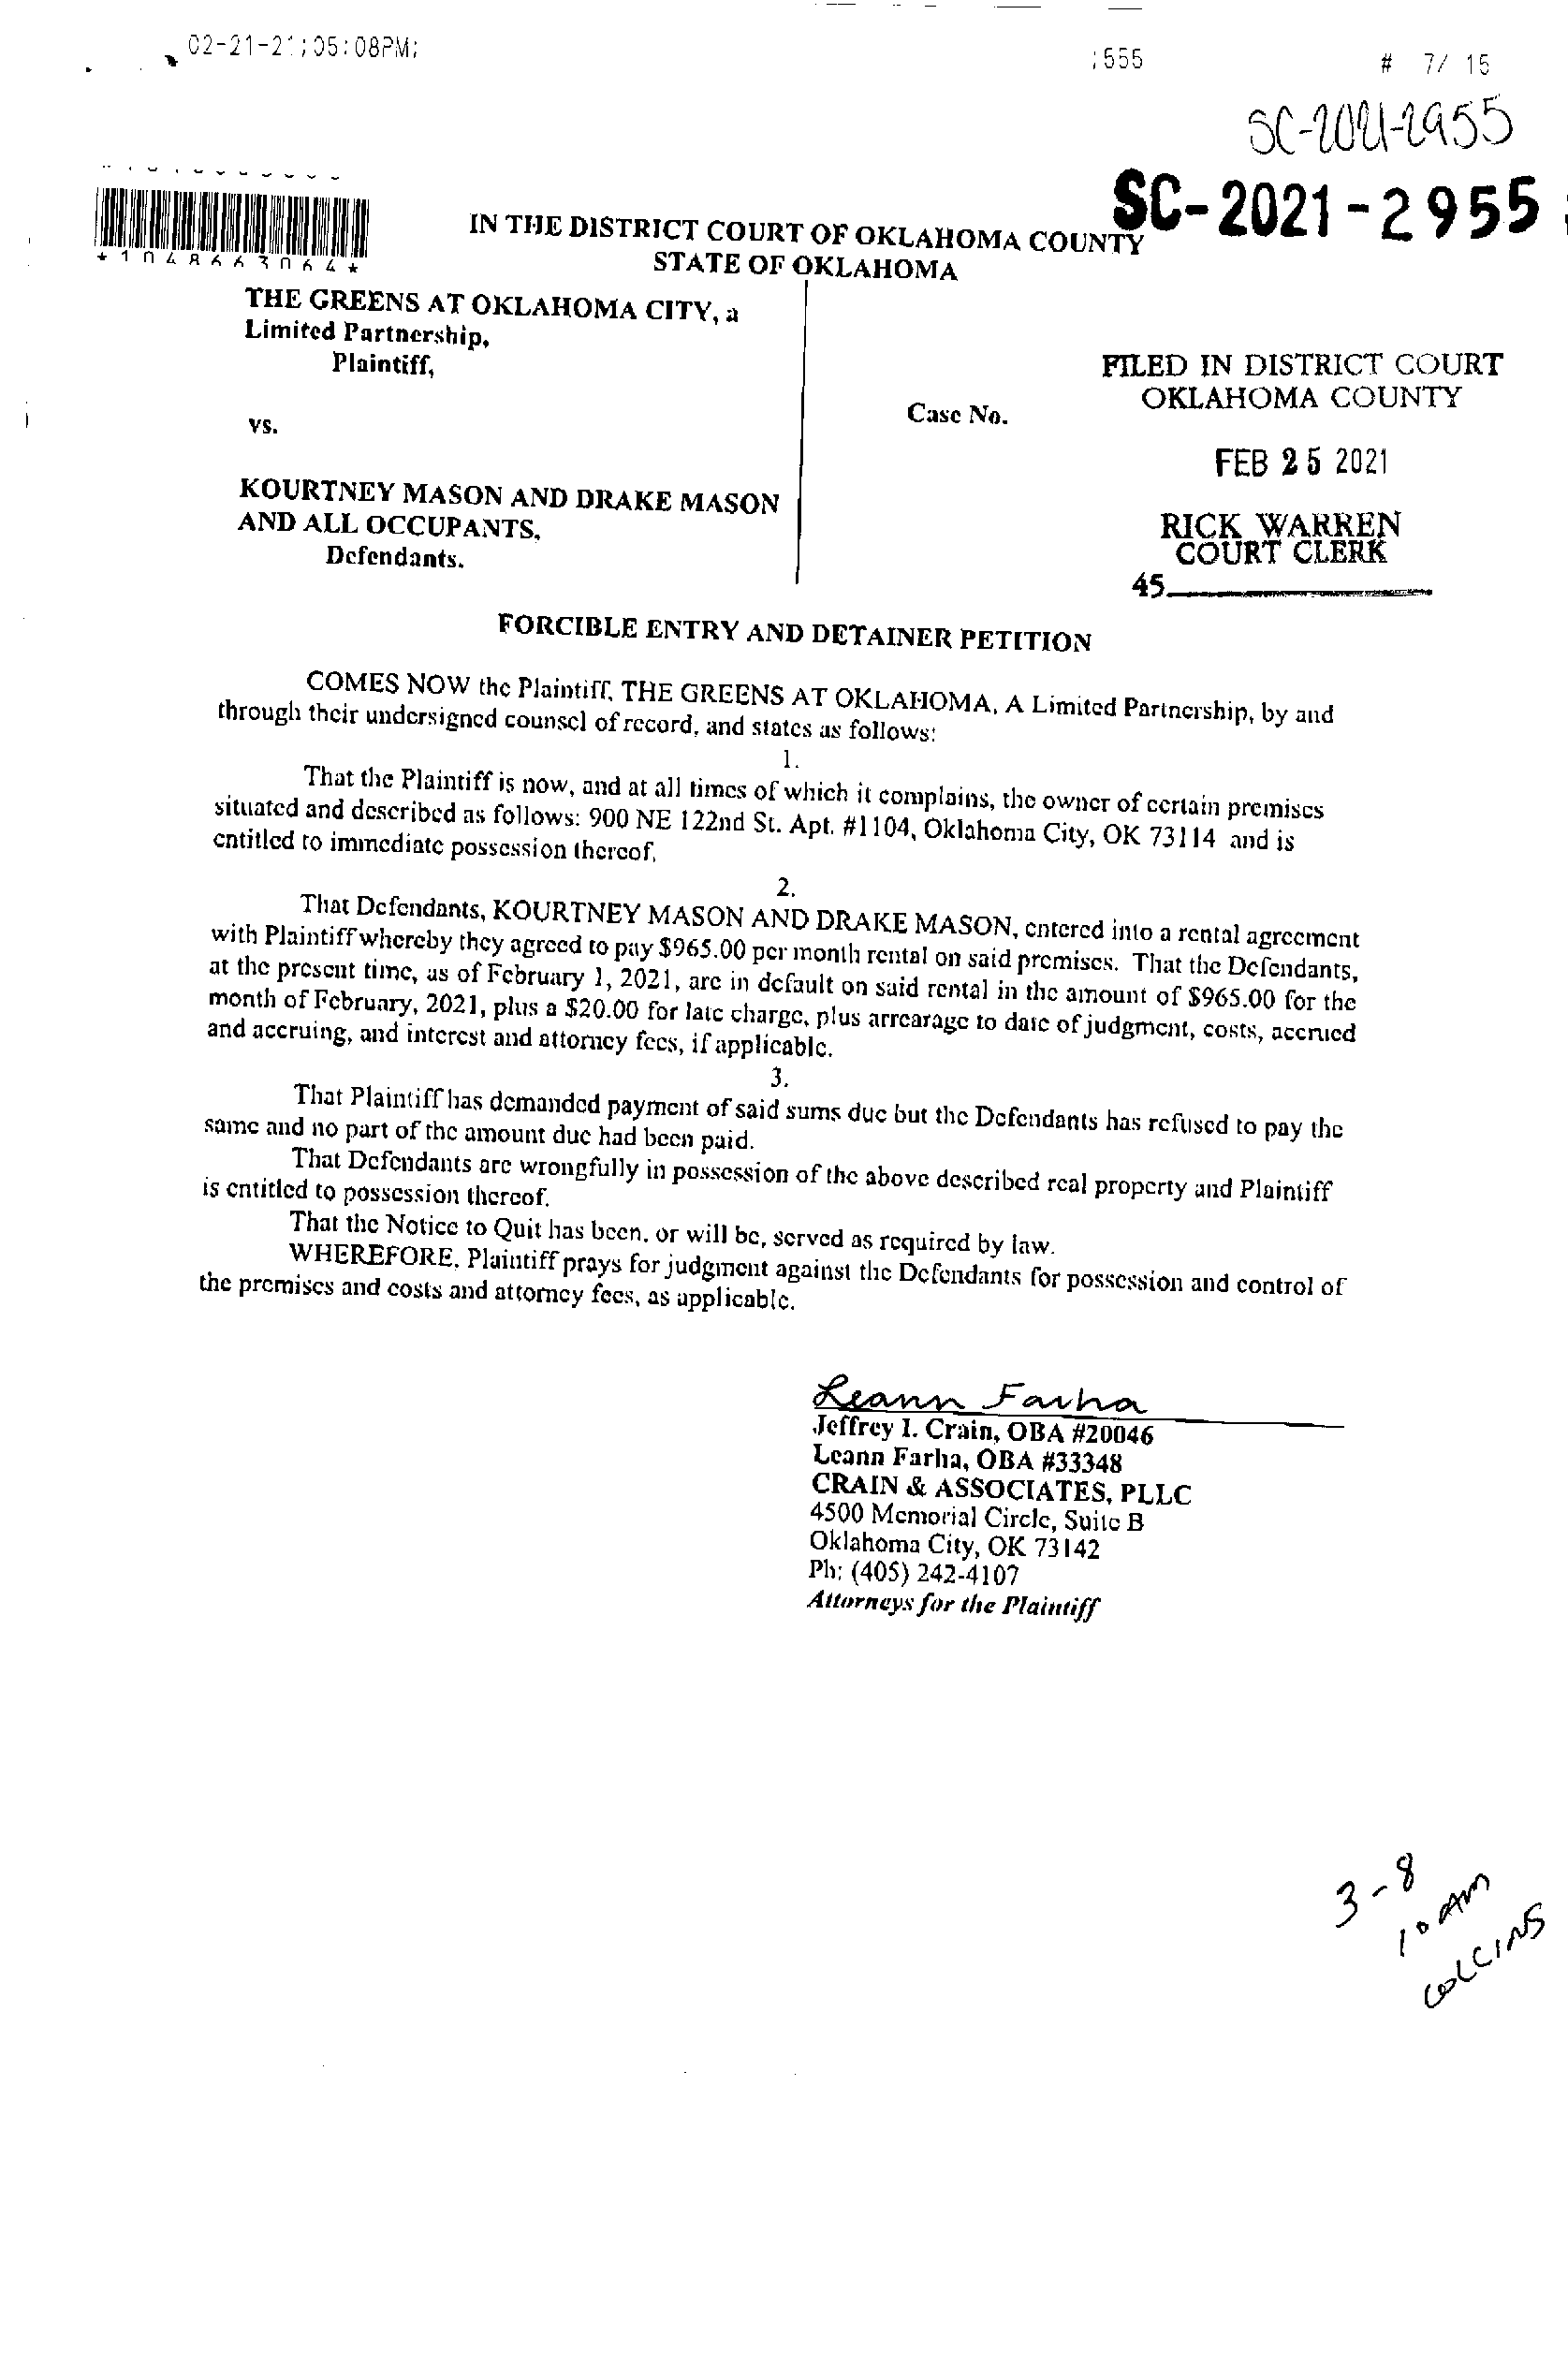 02-21-21;05:08PM;
;555
# 7/ 15
SC-2021-2955
SC-2021-2955
*1048663064*
IN THE DISTRICT COURT OF OKLAHOMA COUNTY
STATE OF OKLAHOMA
THE GREENS AT OKLAHOMA CITY, a
Limited Partnership,
Plaintiff,
vs.
KOURTNEY MASON AND DRAKE MASON
AND ALL OCCUPANTS,
Defendants.
Case No.
FILED IN DISTRICT COURT
OKLAHOMA COUNTY
FEB 25 2021
RICK WARREN
COURT CLERK
45
FORCIBLE ENTRY AND DETAINER PETITION
COMES NOW the Plaintiff, THE GREENS AT OKLAHOMA, A Limited Partnership, by and
through their undersigned counsel of record, and states as follows:
1.
That the Plaintiff is now, and at all times of which it complains, the owner of certain premises
situated and described as follows: 900 NE 122nd St. Apt. #1104, Oklahoma City, OK 73114 and is
entitled to immediate possession thereof.
2.
That Defendants, KOURTNEY MASON AND DRAKE MASON, entered into a rental agreement
with Plaintiff whereby they agreed to pay $965.00 per month rental on said premises. That the Defendants,
at the present time, as of February 1, 2021, are in default on said rental in the amount of $965.00 for the
month of February, 2021, plus a $20.00 for late charge, plus arrearage to date of judgment, costs, accrued
and accruing, and interest and attorney fees, if applicable.
3.
That Plaintiff has demanded payment of said sums due but the Defendants has refused to pay the
same and no part of the amount due had been paid.
That Defendants are wrongfully in possession of the above described real property and Plaintiff
is entitled to possession thereof.
That the Notice to Quit has been, or will be, served as required by law.
WHEREFORE, Plaintiff prays for judgment against the Defendants for possession and control of
the premises and costs and attorney fees, as applicable.
Leann Farha
Jeffrey I. Crain, OBA #20046
Leann Farha, OBA #33348
CRAIN & ASSOCIATES, PLLC
4500 Memorial Circle, Suite B
Oklahoma City, OK 73142
Ph: (405) 242-4107
Attorneys for the Plaintiff
3-8
10 AM
COLLINS